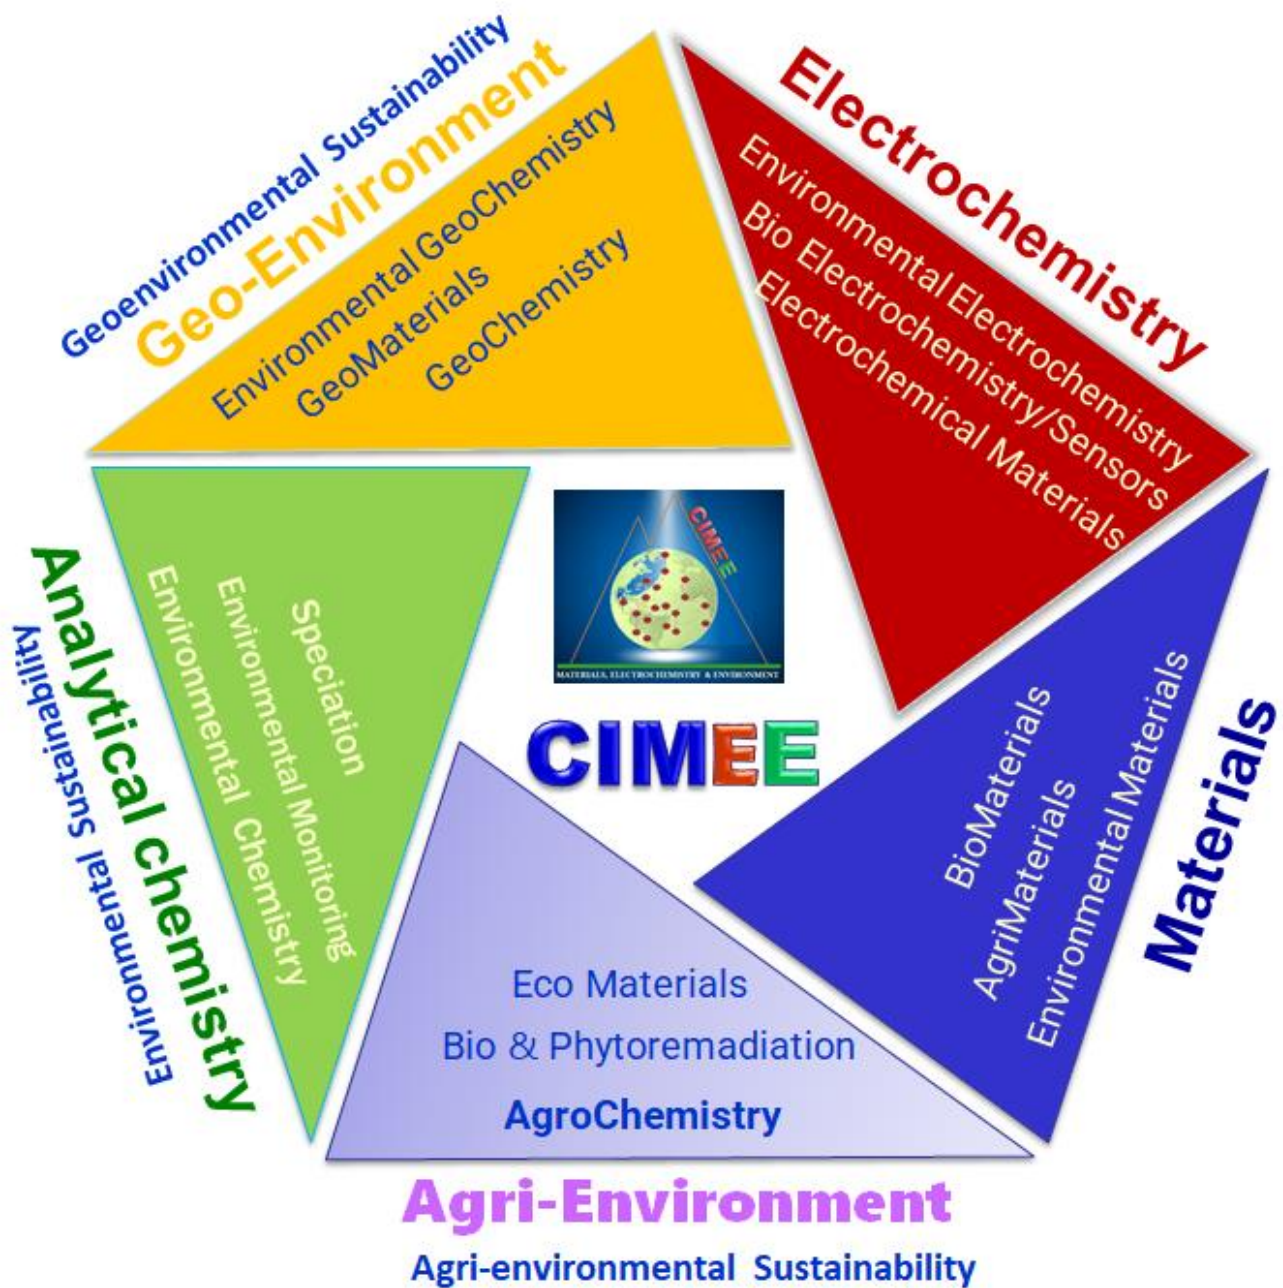 Geoenvironmental Sustainability
Geo-Environment
Environmental GeoChemistry
GeoMaterials
GeoChemistry
Electrochemistry
Environmental Electrochemistry
Bio Electrochemistry/Sensors
Electrochemical Materials
Materials
BioMaterials
AgriMaterials
Environmental Materials
Analytical chemistry
Environmental Sustainability
Speciation
Environmental Monitoring
Environmental Chemistry
CIMEE
MATERIALS, ELECTROCHEMISTRY & ENVIRONMENT
CIMEE
Eco Materials
Bio & Phytoremadiation
AgroChemistry
Agri-Environment
Agri-environmental Sustainability